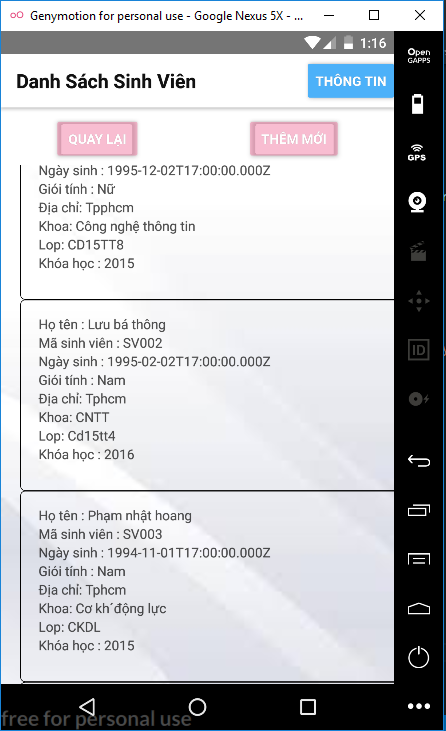 Genymotion for personal use - Google Nexus 5X - ...
1:16
Open
GAPPS
Danh Sách Sinh Viên
THÔNG TIN
QUAY LẠI
THÊM MỚI
GPS
Ngày sinh : 1995-12-02T17:00:00.000Z
Giói tính : Nữ
Địa chỉ: Tpphcm
Khoa: Công nghệ thông tin
Lop: CD15TT8
Khóa học : 2015
Họ tên : Lưu bá thông
Mã sinh viên : SV002
Ngày sinh : 1995-02-02T17:00:00.000Z
Giói tính : Nam
Địa chỉ: Tphcm
Khoa: CNTT
Lop: Cd15tt4
Khóa học : 2016
ID
Họ tên : Phạm nhật hoang
Mã sinh viên : SV003
Ngày sinh : 1994-11-01T17:00:00.000Z
Giói tính : Nam
Địa chỉ: Tphcm
Khoa: Cơ kh´động lực
Lop: CKDL
Khóa học : 2015
free for personal use